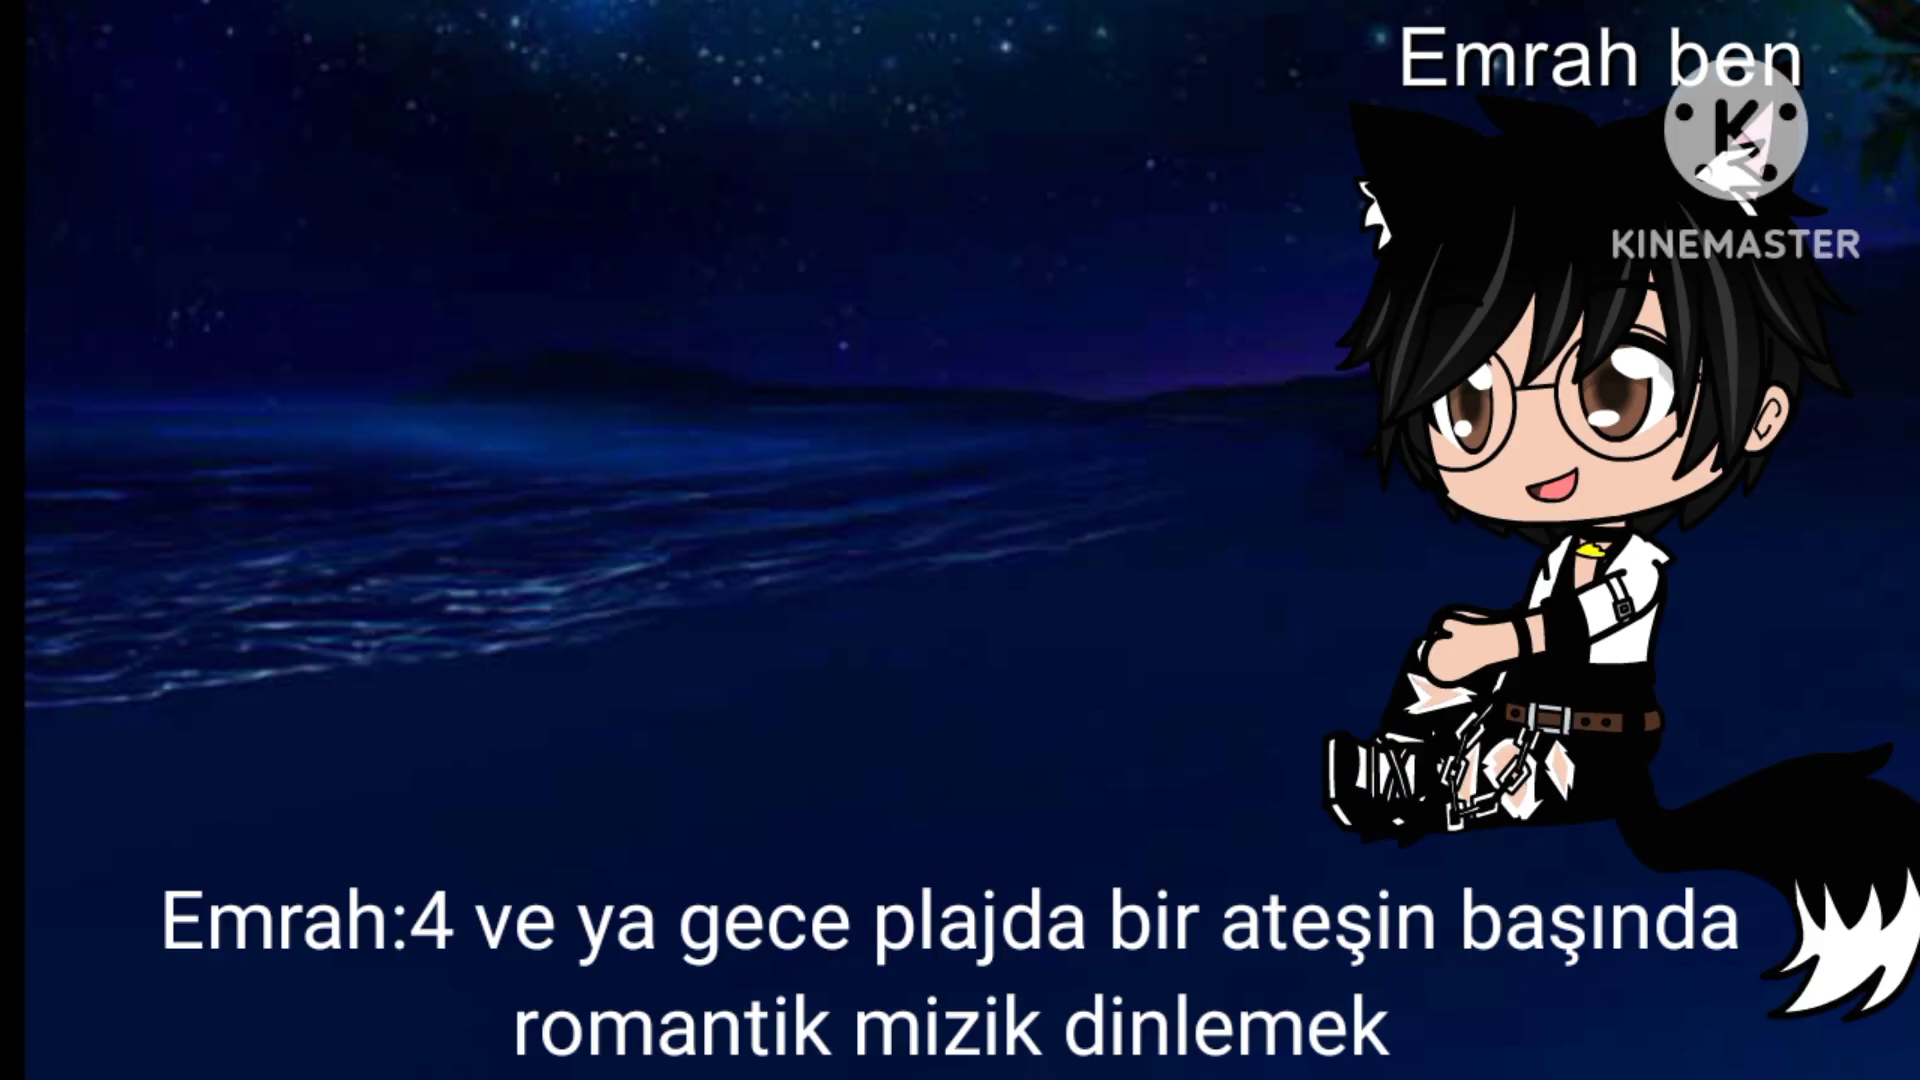 Emrah ben
KINEMASTER
Emrah:4 ve ya gece plajda bir ateşin başında
romantik mizik dinlemek